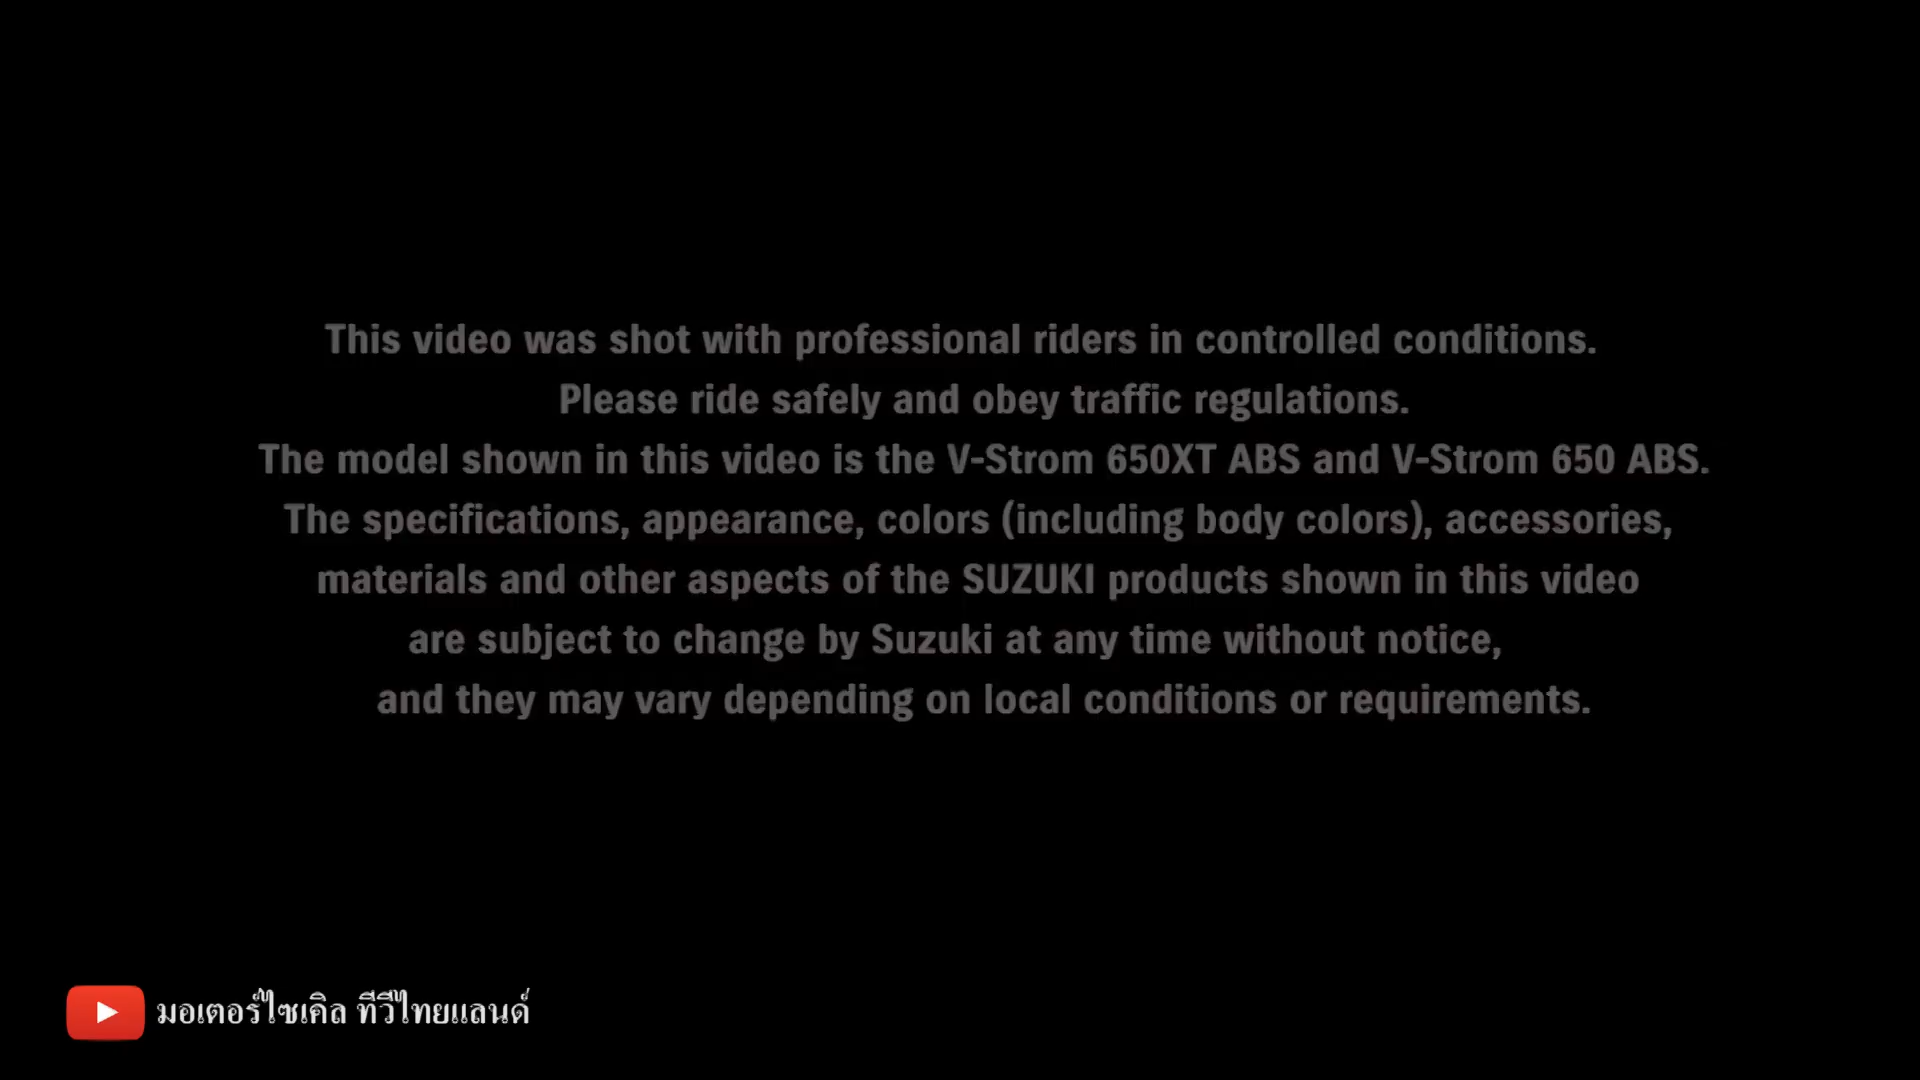 This video was shot with professional riders in controlled conditions.
Please ride safely and obey traffic regulations.
The model shown in this video is the V-Strom 650XT ABS and V-Strom 650 ABS.
The specifications, appearance, colors (including body colors), accessories,
materials and other aspects of the SUZUKI products shown in this video
are subject to change by Suzuki at any time without notice,
and they may vary depending on local conditions or requirements.
มอเตอร์ไซเคิล ทีวีไทยแลนด์